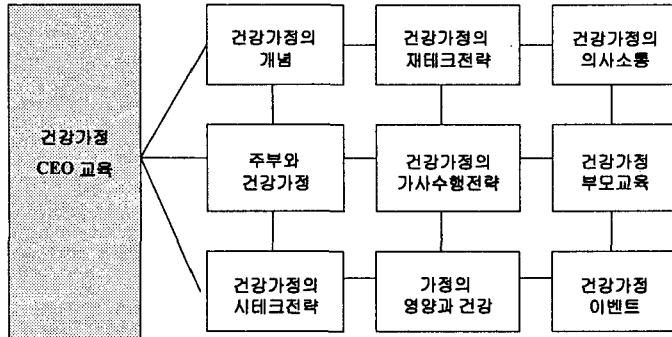 건강가정
CEO 교육
건강가정의
개념
건강가정의
재테크전략
건강가정의
의사소통
주부와
건강가정
건강가정의
가사수행전략
건강가정
부모교육
건강가정의
시테크전략
가정의
영양과 건강
건강가정
이벤트